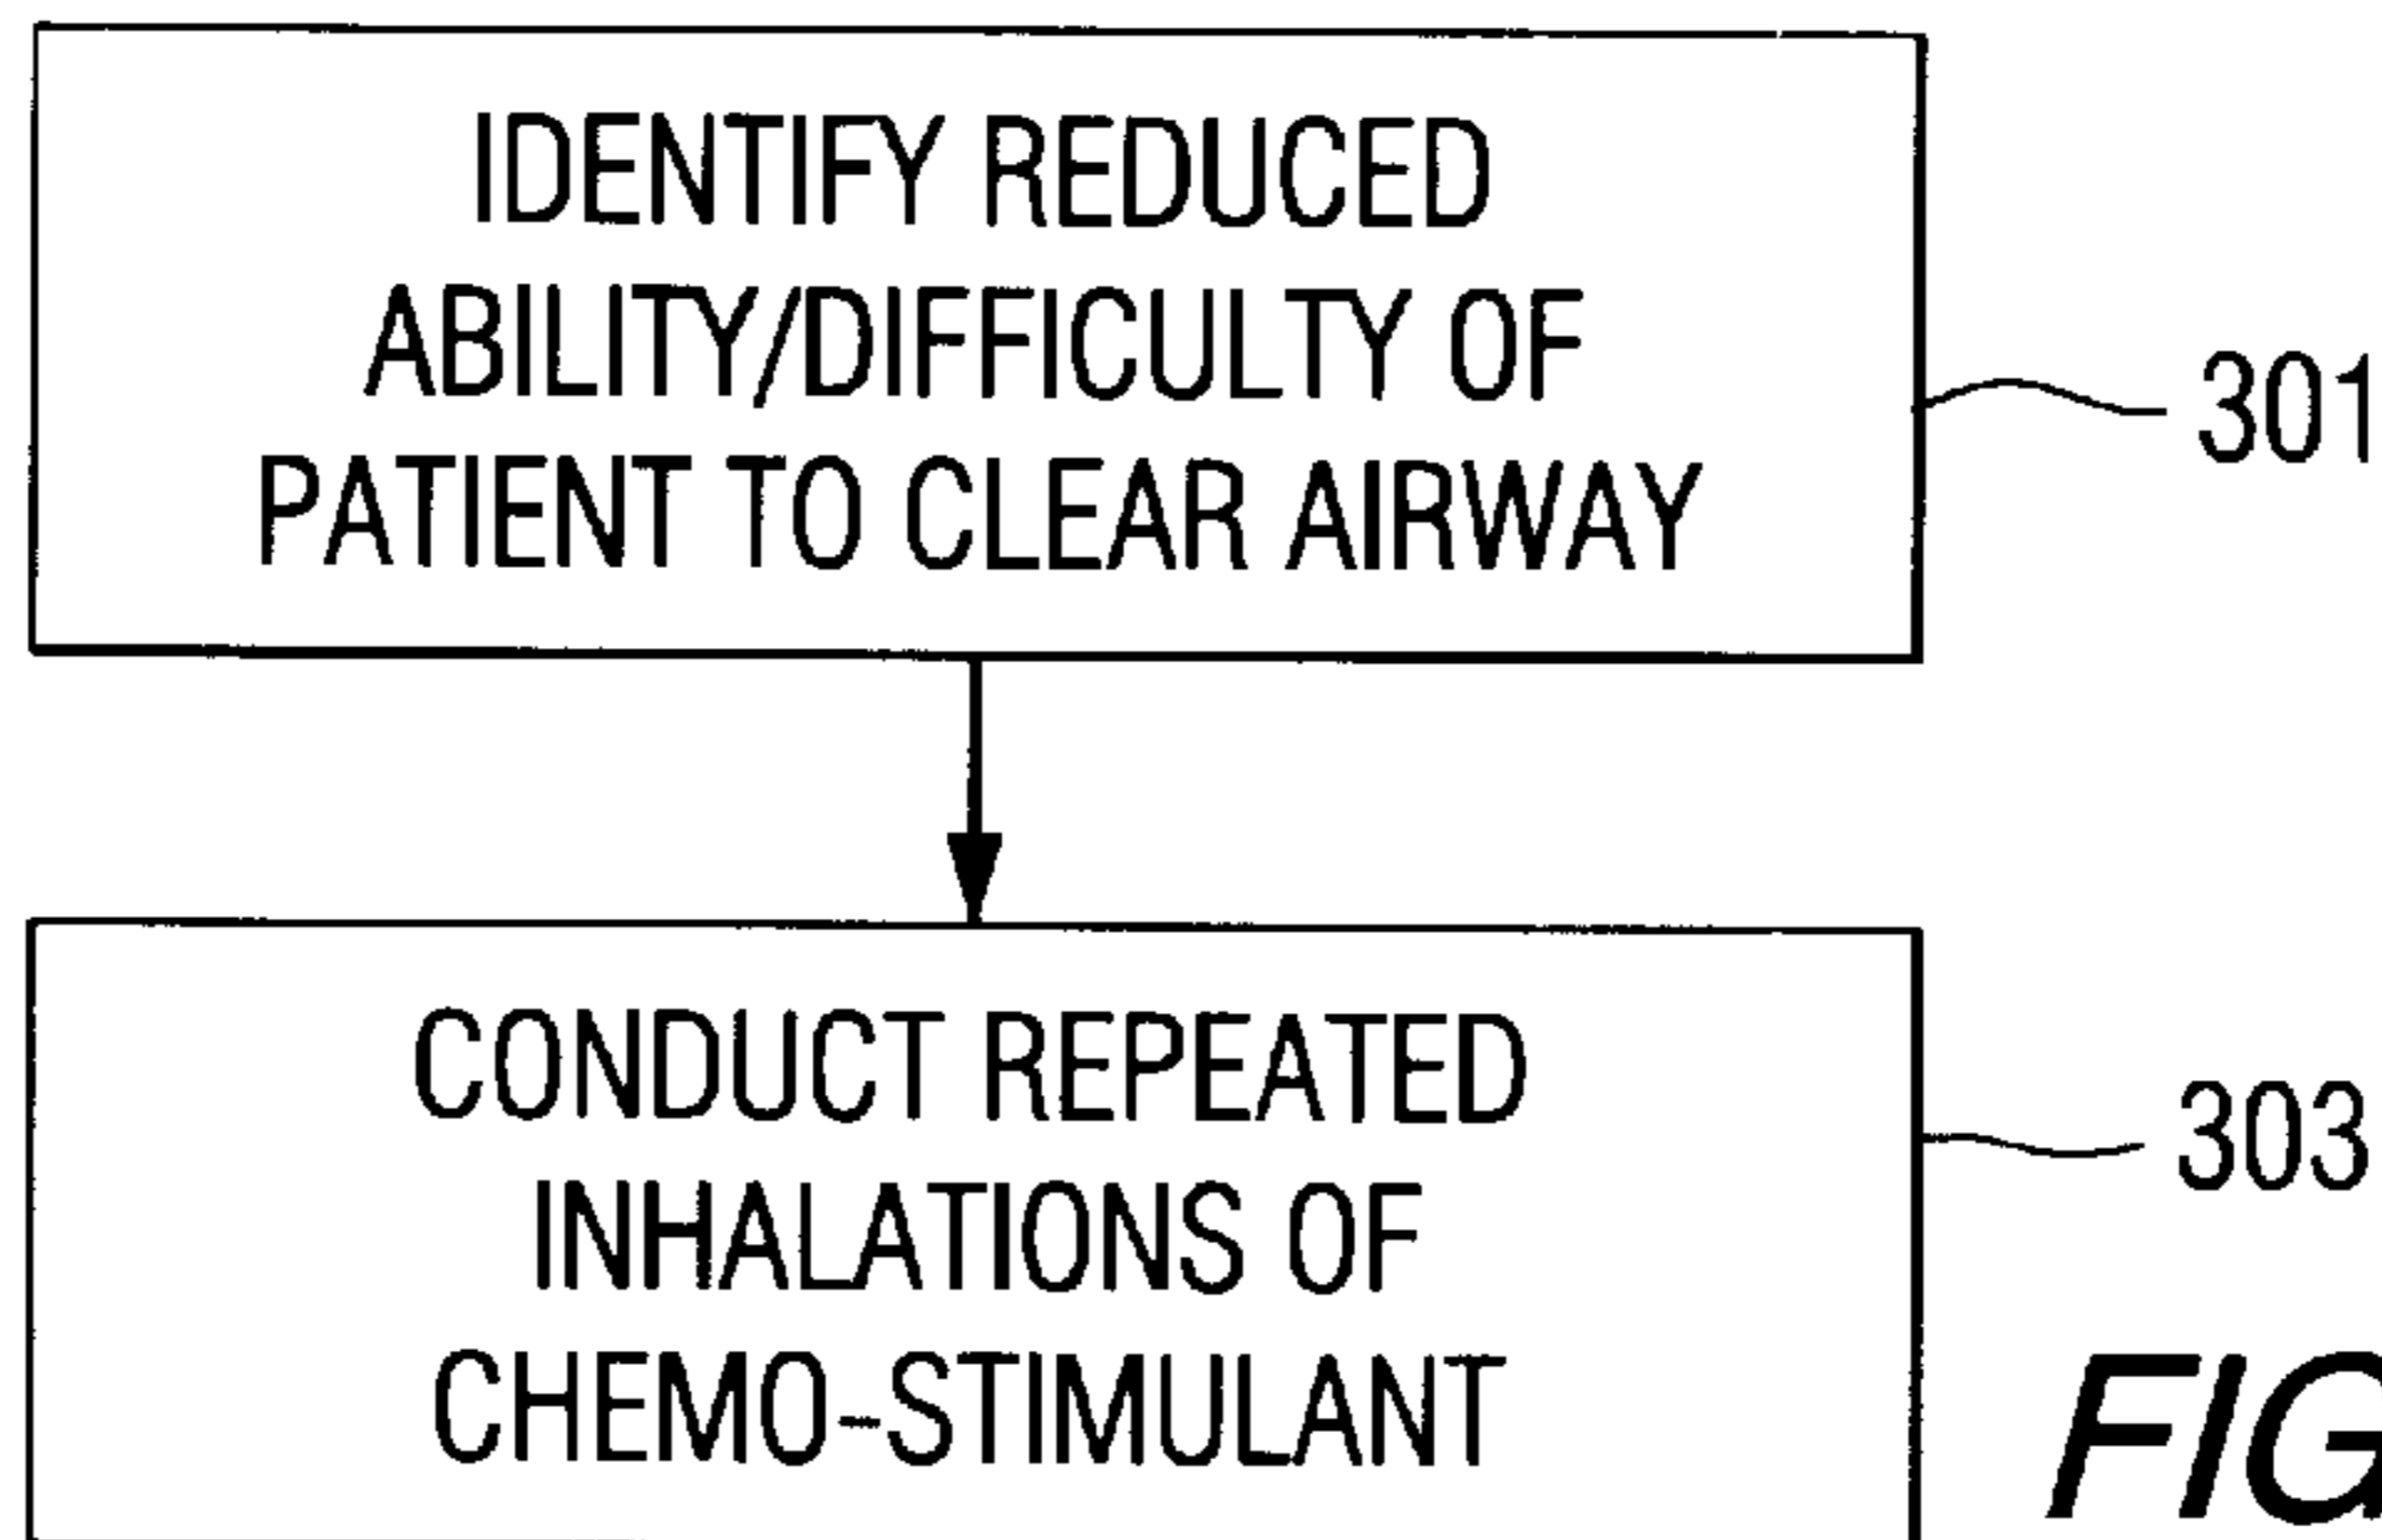 IDENTIFY REDUCED
ABILITY/DIFFICULTY OF
PATIENT TO CLEAR AIRWAY
301
CONDUCT REPEATED
INHALATIONS OF
CHEMO-STIMULANT
303
FIG